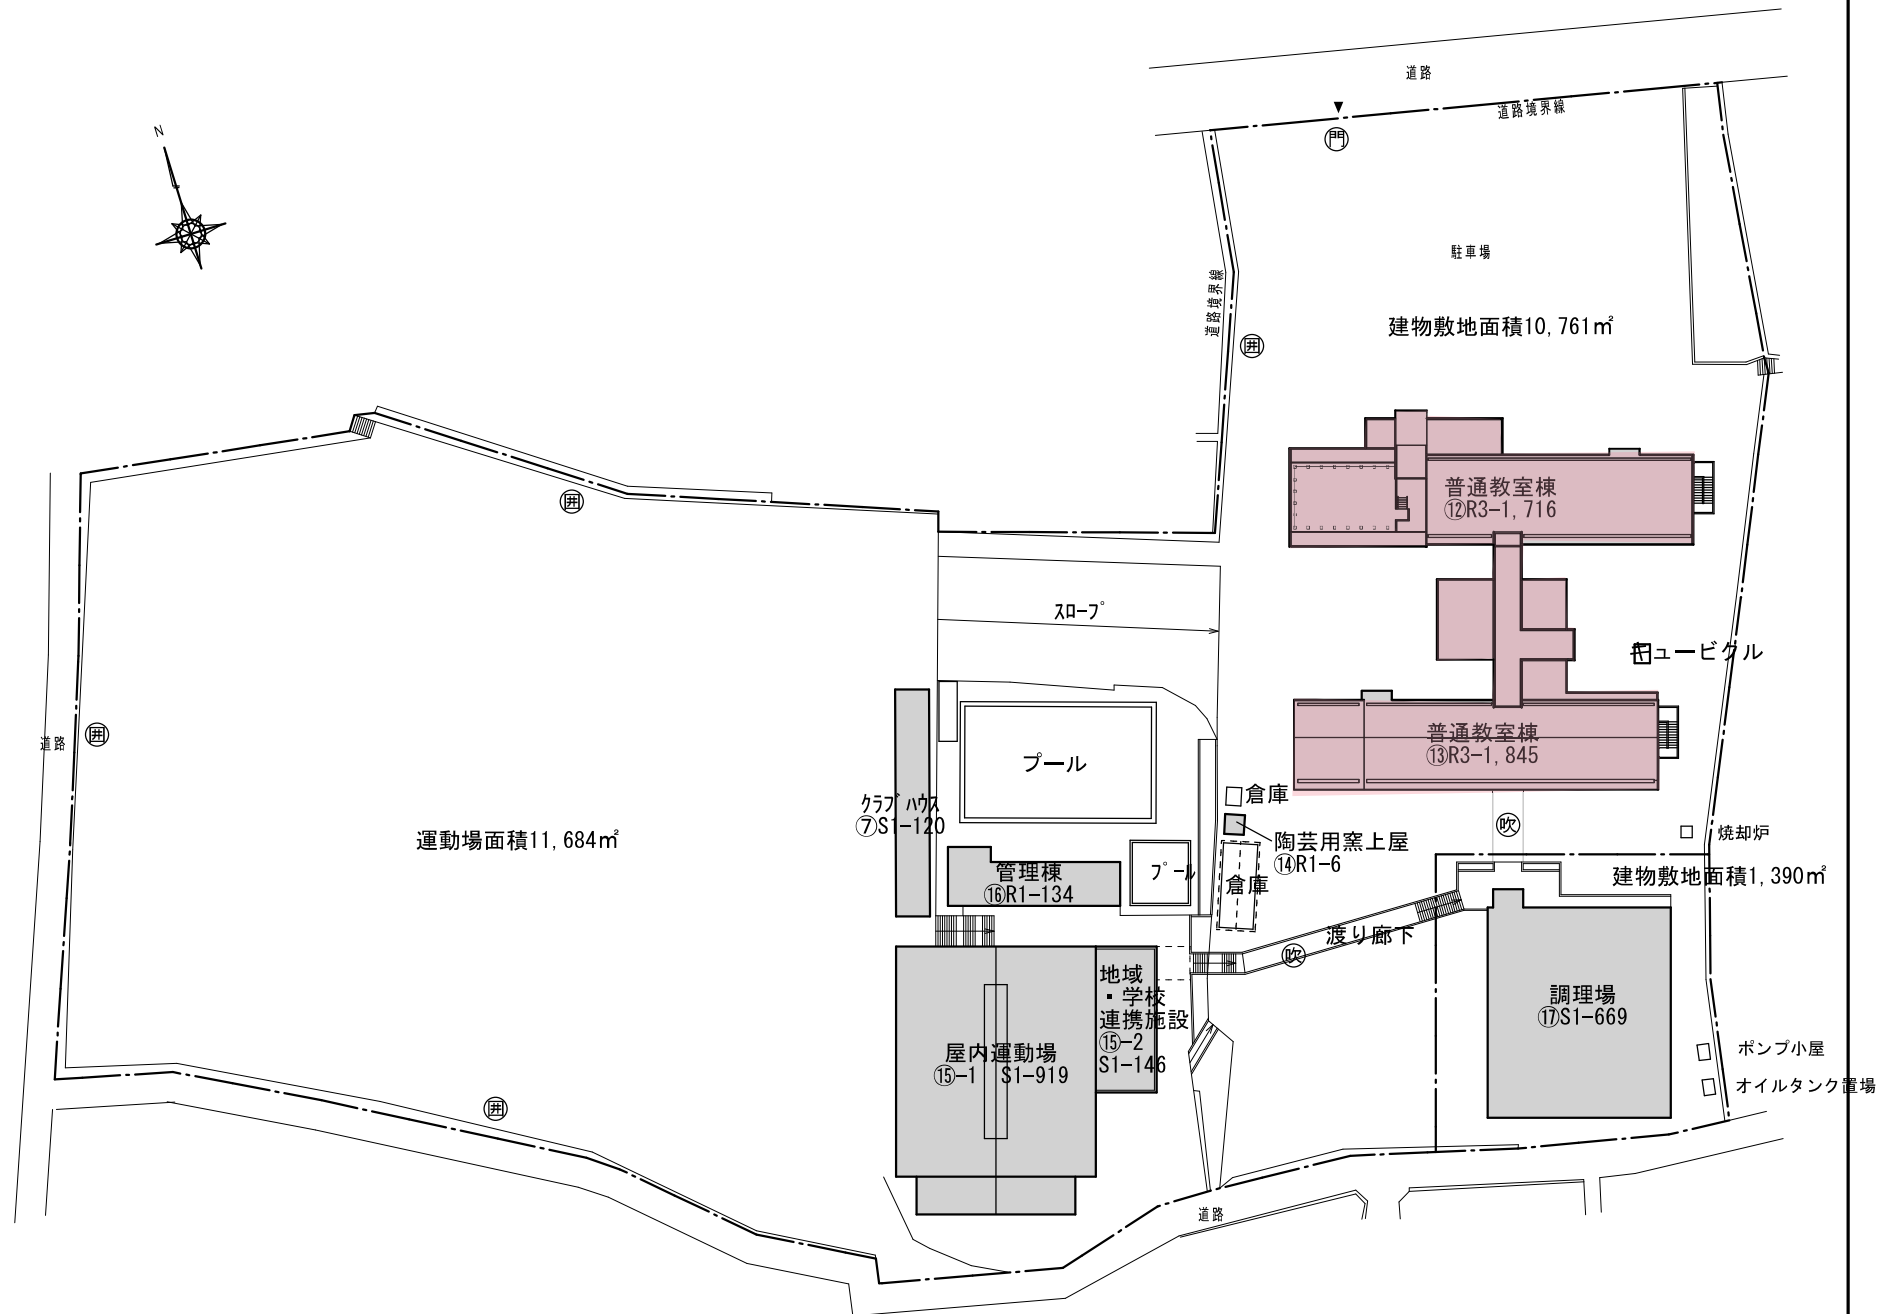 道路
道路境界線
門
N
駐車場
道路境界線
建物敷地面積10,761㎡
囲
普通教室棟
⑫R3-1,716
囲
スロープ
キュービクル
囲
道路
普通教室棟
⑬R3-1,845
プール
倉庫
クラブハウス
⑦S1-120
吹
焼却炉
運動場面積11,684㎡
陶芸用窯上屋
⑭R1-6
管理棟
⑯R1-134
プール
倉庫
建物敷地面積1,390㎡
渡り廊下
吹
地域
・学校
連携施設
⑮-2
S1-146
調理場
⑰S1-669
屋内運動場
⑮-1 S1-919
ポンプ小屋
オイルタンク置場
囲
道路